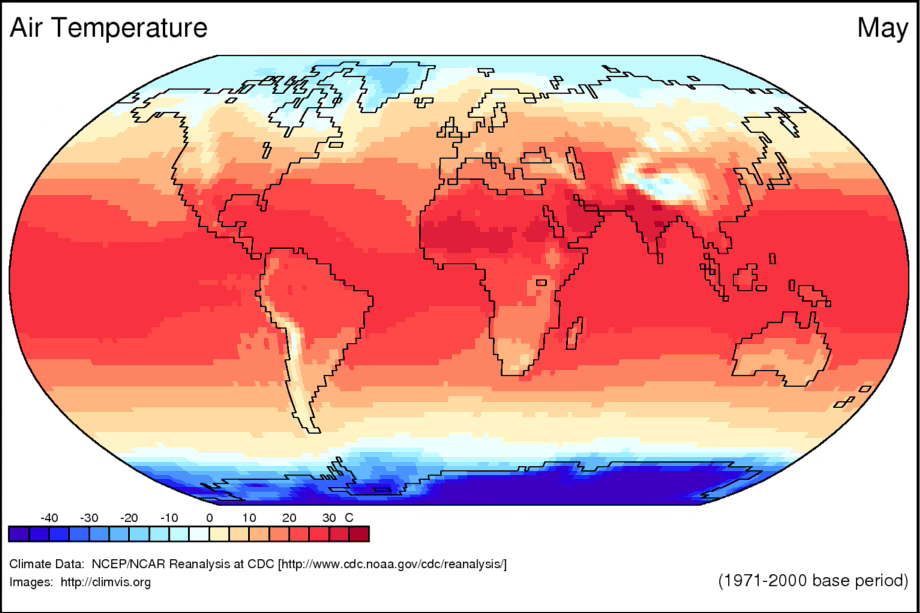 Air Temperature
May
-40 -30 -20 -10 0 10 20 30 C
Climate Data: NCEP/NCAR Reanalysis at CDC [http://www.cdc.noaa.gov/cdc/reanalysis/]
Images: http://climvis.org
(1971-2000 base period)